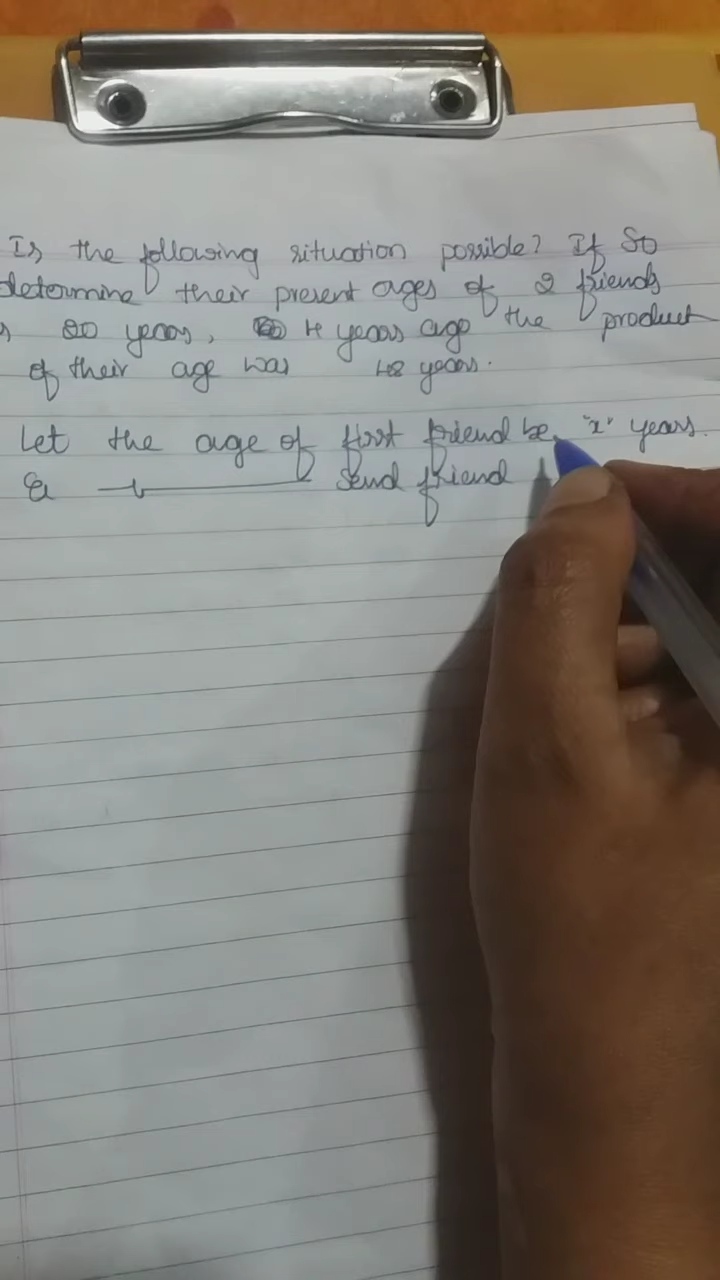 Is the following situation possible? If So
determine their present ages of 2 friends
s 20 years, 4 years ago the product
of their age was 48 years.
Let the age of first friend be "x" years.
& friend